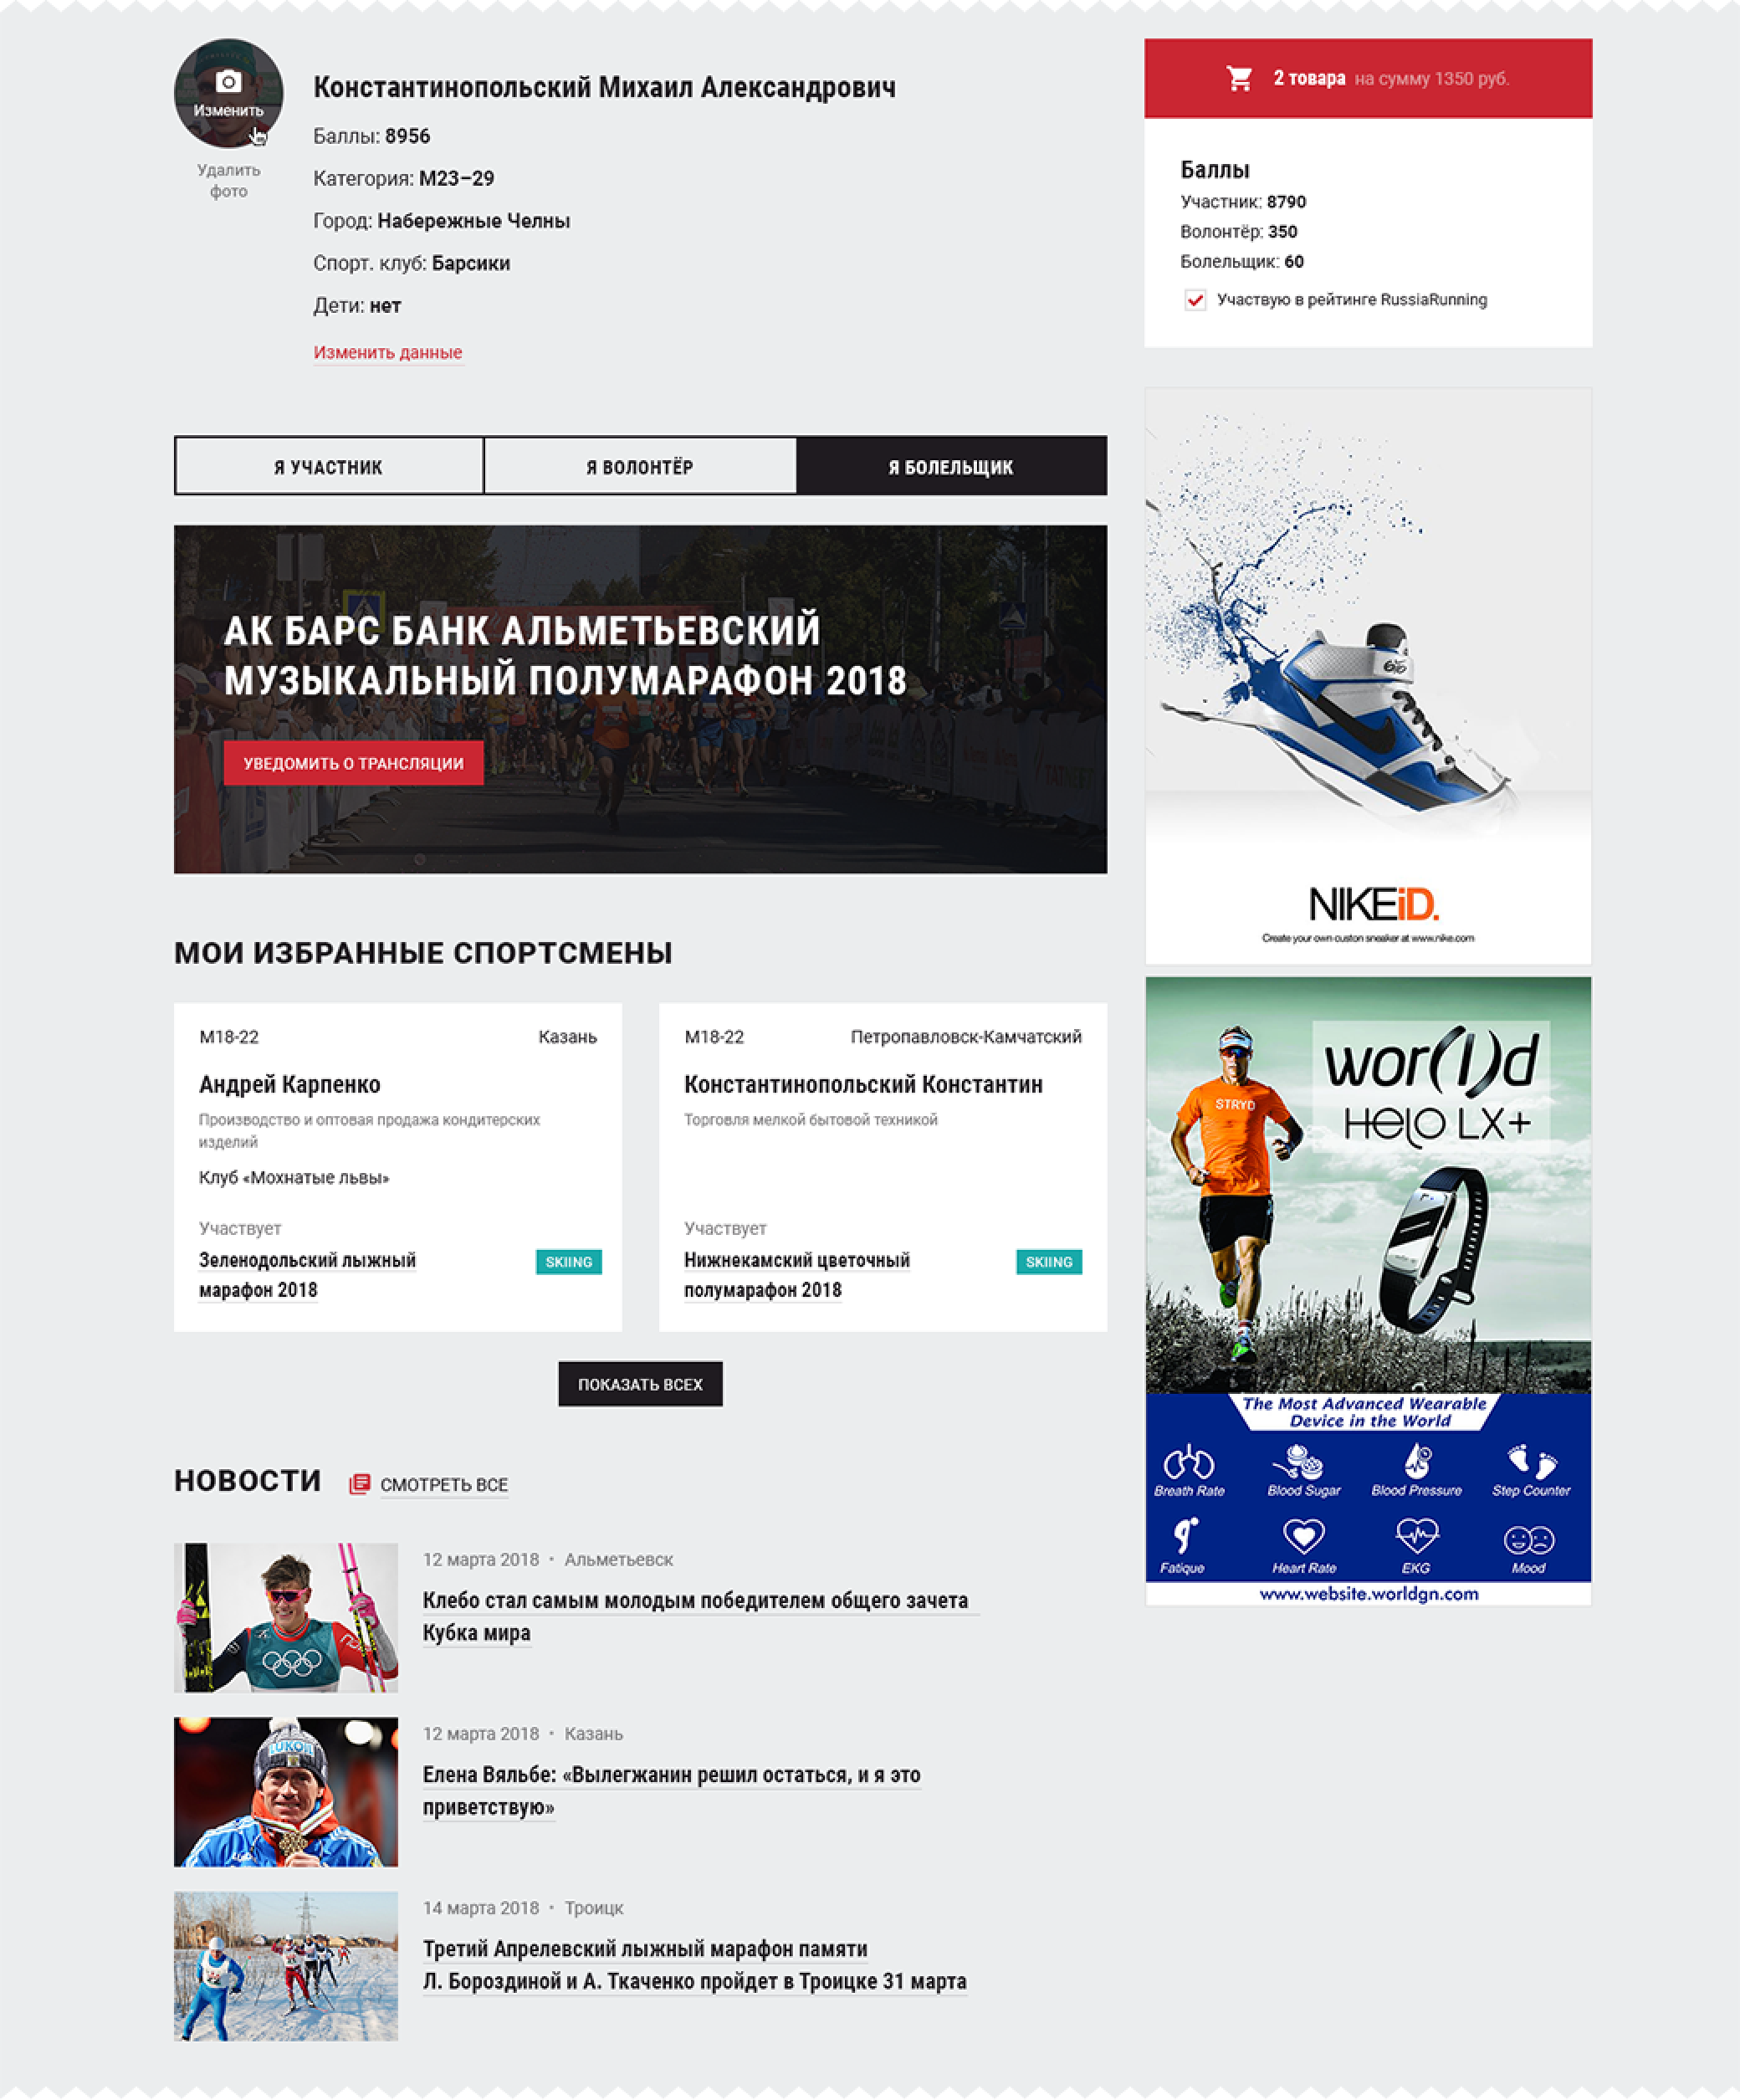 Изменить
Удалить
фото
Константинопольский Михаил Александрович
Баллы: 8956
Категория: М23–29
Город: Набережные Челны
Спорт. клуб: Барсики
Дети: нет
Изменить данные
2 товара на сумму 1350 руб.
Баллы
Участник: 8790
Волонтёр: 350
Болельщик: 60
Участвую в рейтинге RussiaRunning
Я УЧАСТНИК
Я ВОЛОНТЁР
Я БОЛЕЛЬЩИК
АК БАРС БАНК АЛЬМЕТЬЕВСКИЙ
МУЗЫКАЛЬНЫЙ ПОЛУМАРАФОН 2018
УВЕДОМИТЬ О ТРАНСЛЯЦИИ
МОИ ИЗБРАННЫЕ СПОРТСМЕНЫ
М18-22 Казань
Андрей Карпенко
Производство и оптовая продажа кондитерских
изделий
Клуб «Мохнатые львы»
Участвует
Зеленодольский лыжный
марафон 2018
SKIING
М18-22 Петропавловск-Камчатский
Константинопольский Константин
Торговля мелкой бытовой техникой
Участвует
Нижнекамский цветочный
полумарафон 2018
SKIING
ПОКАЗАТЬ ВСЕХ
НОВОСТИ
СМОТРЕТЬ ВСЕ
12 марта 2018 • Альметьевск
Клебо стал самым молодым победителем общего зачета
Кубка мира
LUKOIL
12 марта 2018 • Казань
Елена Вяльбе: «Вылегжанин решил остаться, и я это
приветствую»
14 марта 2018 • Троицк
Третий Апрелевский лыжный марафон памяти
Л. Бороздиной и А. Ткаченко пройдет в Троицке 31 марта
NIKEiD.
Create your own custon sneaker at www.nike.com
STRYD
wor(l)d
HELO LX+
The Most Advanced Wearable
Device in the World
Breath Rate
Blood Sugar
Blood Pressure
Step Counter
Fatique
Heart Rate
EKG
Mood
www.website.worldgn.com